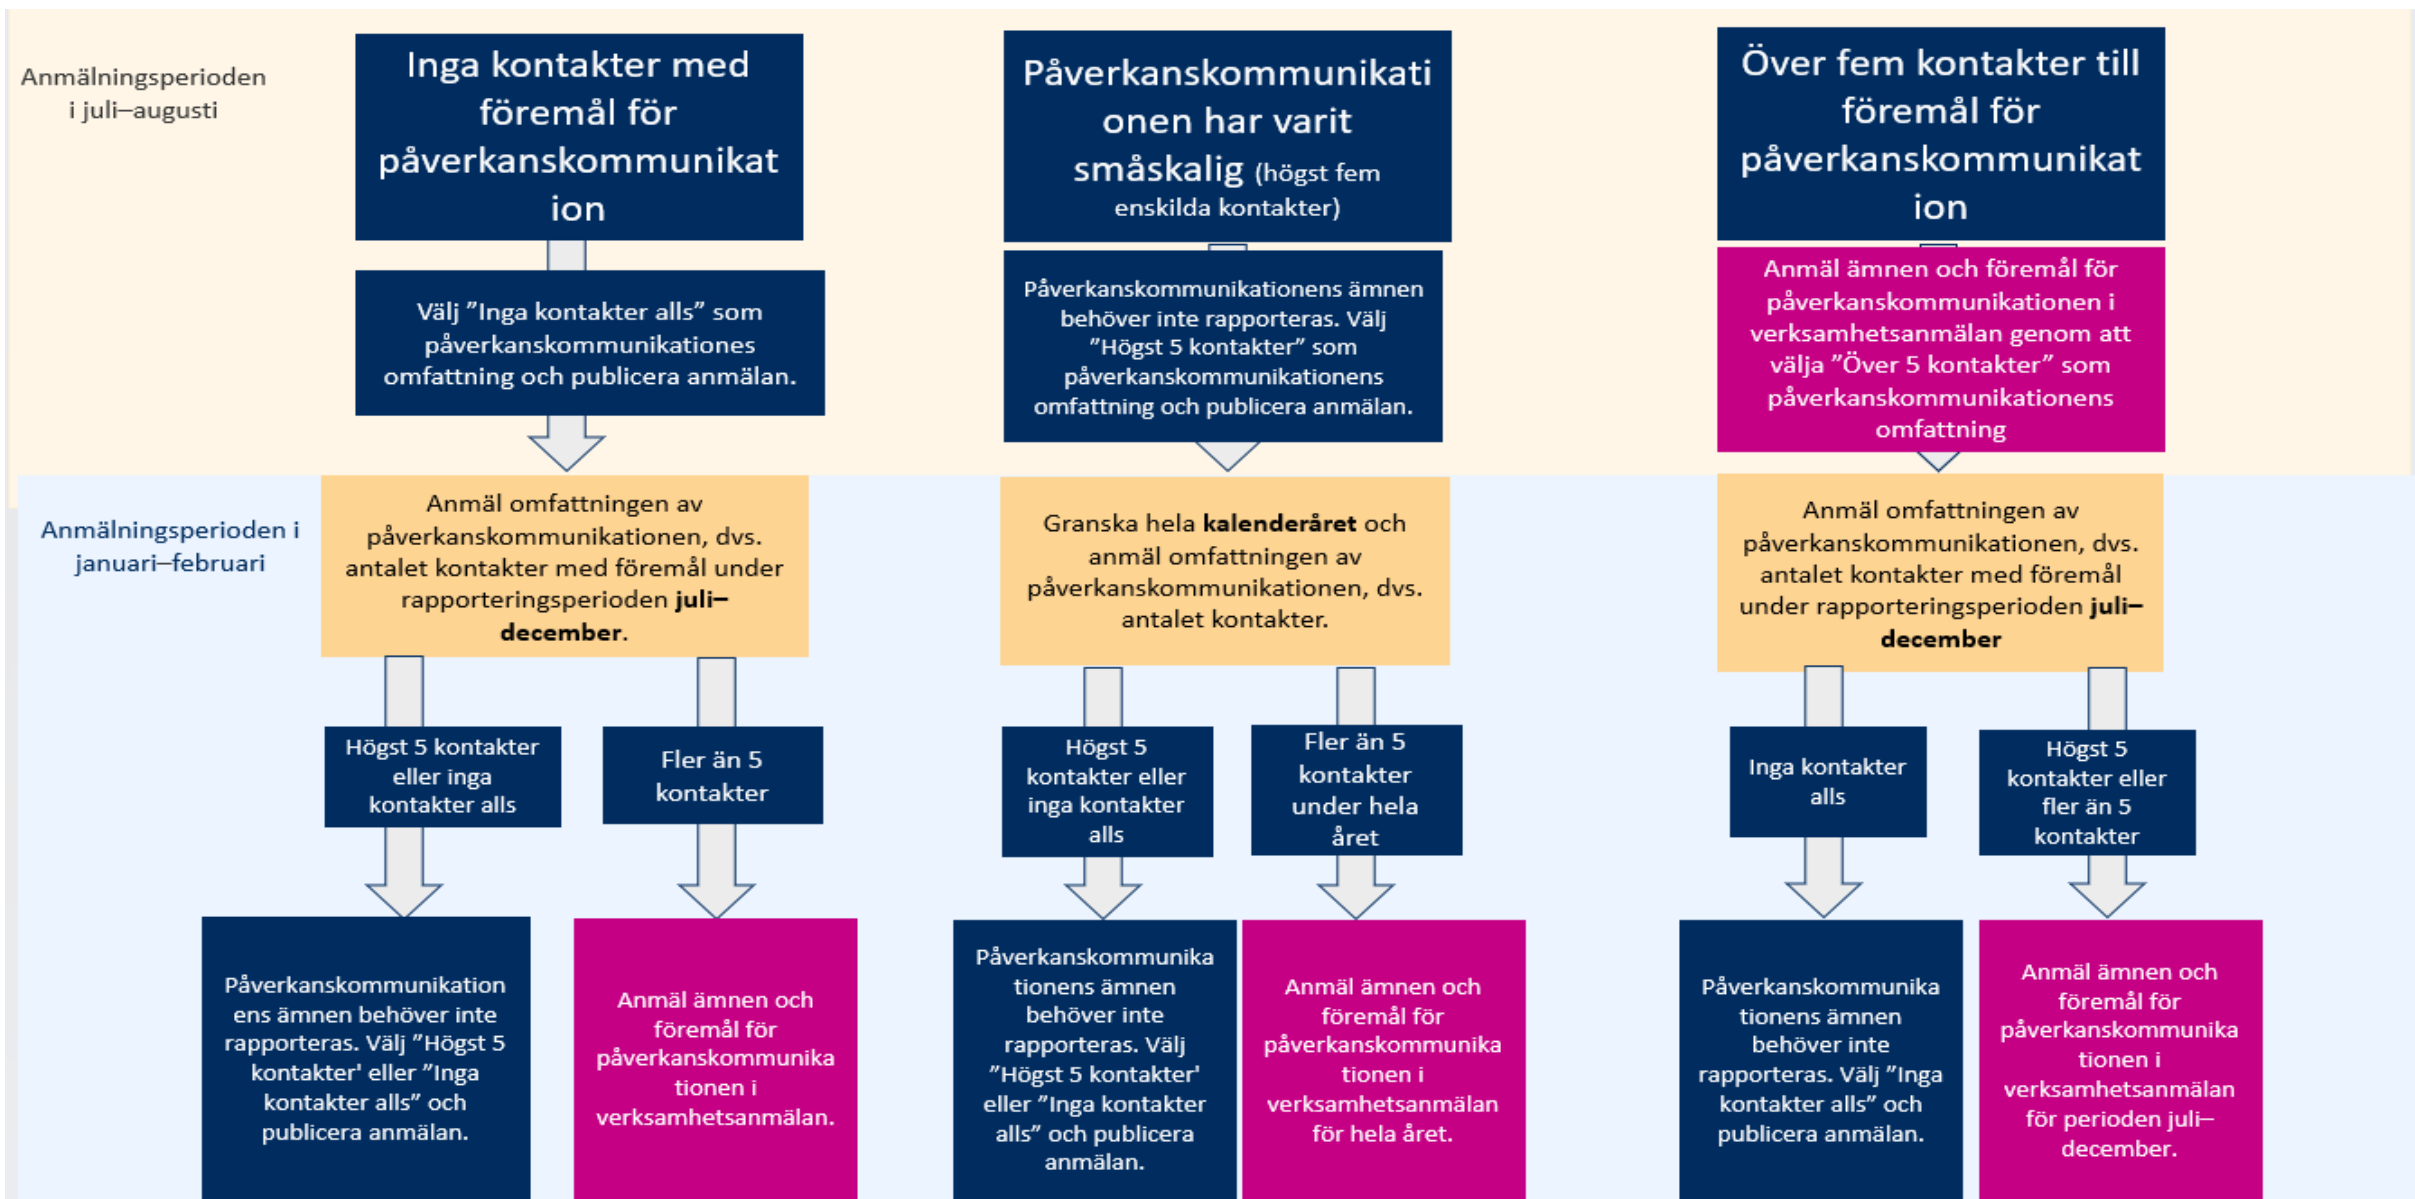 Anmälningsperioden
i juli–augusti
Inga kontakter med
föremål för
påverkanskommunikat
ion
Påverkanskommunikati
onen har varit
småskalig (högst fem
enskilda kontakter)
Över fem kontakter till
föremål för
påverkanskommunikat
ion
Välj ”Inga kontakter alls” som
påverkanskommunikationes
omfattning och publicera anmälan.
Påverkanskommunikationens ämnen
behöver inte rapporteras. Välj
”Högst 5 kontakter” som
påverkanskommunikationens
omfattning och publicera anmälan.
Anmäl ämnen och föremål för
påverkanskommunikationen i
verksamhetsanmälan genom att
välja ”Över 5 kontakter” som
påverkanskommunikationens
omfattning
Anmälningsperioden i
januari–februari
Anmäl omfattningen av
påverkanskommunikationen, dvs.
antalet kontakter med föremål under
rapporteringsperioden juli–
december.
Granska hela kalenderåret och
anmäl omfattningen av
påverkanskommunikationen, dvs.
antalet kontakter.
Anmäl omfattningen av
påverkanskommunikationen, dvs.
antalet kontakter med föremål
under rapporteringsperioden juli–
december
Högst 5 kontakter
eller inga
kontakter alls
Fler än 5
kontakter
Högst 5
kontakter eller
inga kontakter
alls
Fler än 5
kontakter
under hela
året
Inga kontakter
alls
Högst 5
kontakter eller
fler än 5
kontakter
Påverkanskommunikation
ens ämnen behöver inte
rapporteras. Välj ”Högst 5
kontakter' eller ”Inga
kontakter alls” och
publicera anmälan.
Anmäl ämnen och
föremål för
påverkanskommunika
tionen i
verksamhetsanmälan.
Påverkanskommunika
tionens ämnen
behöver inte
rapporteras. Välj
”Högst 5 kontakter'
eller ”Inga kontakter
alls” och publicera
anmälan.
Anmäl ämnen och
föremål för
påverkanskommunika
tionen i
verksamhetsanmälan
för hela året.
Påverkanskommunika
tionens ämnen
behöver inte
rapporteras. Välj ”Inga
kontakter alls” och
publicera anmälan.
Anmäl ämnen och
föremål för
påverkanskommunika
tionen i
verksamhetsanmälan
för perioden juli–
december.